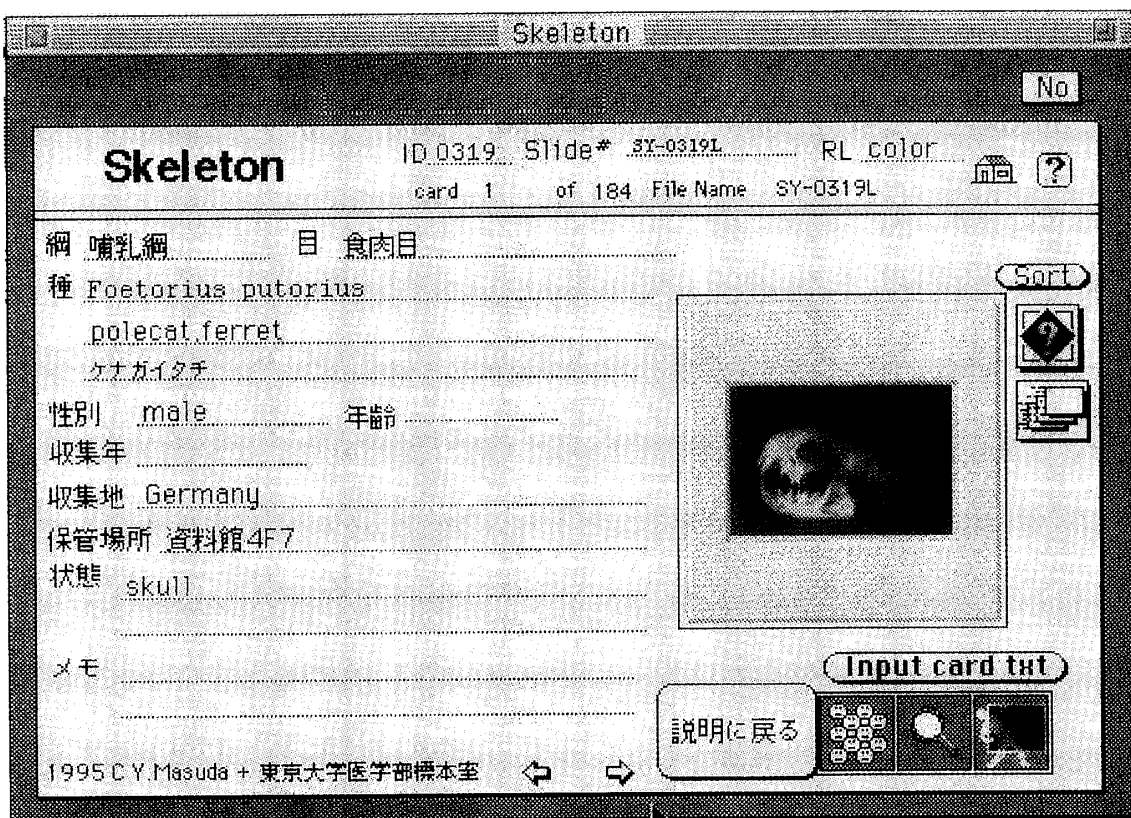 Skeleton
No
Skeleton
ID 0319 Slide# SY-0319L RL color
card 1 of 184 File Name SY-0319L
?
綱 哺乳綱 目 食肉目
種 Foetorius putorius
polecat,ferret
ケナガイタチ
Sort
?
性別 male 年齢
収集年
収集地 Germany
保管場所 資料館4F7
状態 skull
メモ
Input card txt
説明に戻る
1995 C Y.Masuda + 東京大学医学部標本室